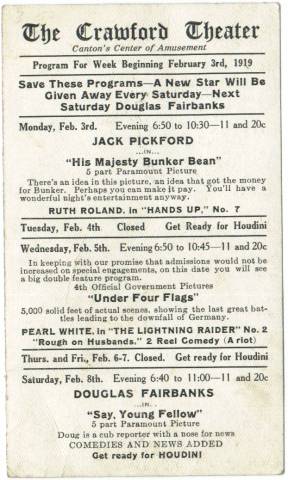 The Crawford Theater
Canton's Center of Amusement
Program For Week Beginning February 3rd, 1919
Save These Programs—A New Star Will Be
Given Away Every Saturday—Next
Saturday Douglas Fairbanks
Monday, Feb. 3rd. Evening 6:50 to 10:30—11 and 20c
JACK PICKFORD
...IN...
"His Majesty Bunker Bean"
5 part Paramount Picture
There's an idea in this picture, an idea that got the money
for Bunker. Perhaps you can make it pay. You'll have a
wonderful night's entertainment anyway.
RUTH ROLAND. in "HANDS UP," No. 7
Tuesday, Feb. 4th Closed Get Ready for Houdini
Wednesday, Feb. 5th. Evening 6:50 to 10:45—11 and 20c
In keeping with our promise that admissions would not be
increased on special engagements, on this date you will see
a big double feature program.
4th Official Government Pictures
"Under Four Flags"
5,000 solid feet of actual scenes, showing the last great bat-
tles leading to the downfall of Germany.
PEARL WHITE. in "THE LIGHTNING RAIDER" No. 2
"Rough on Husbands." 2 Reel Comedy (A riot)
Thurs. and Fri., Feb. 6-7. Closed. Get ready for Houdini
Saturday, Feb. 8th. Evening 6:40 to 11:00—11 and 20c
DOUGLAS FAIRBANKS
...IN...
"Say, Young Fellow"
5 part Paramount Picture
Doug is a cub reporter with a nose for news
COMEDIES AND NEWS ADDED
Get ready for HOUDINI